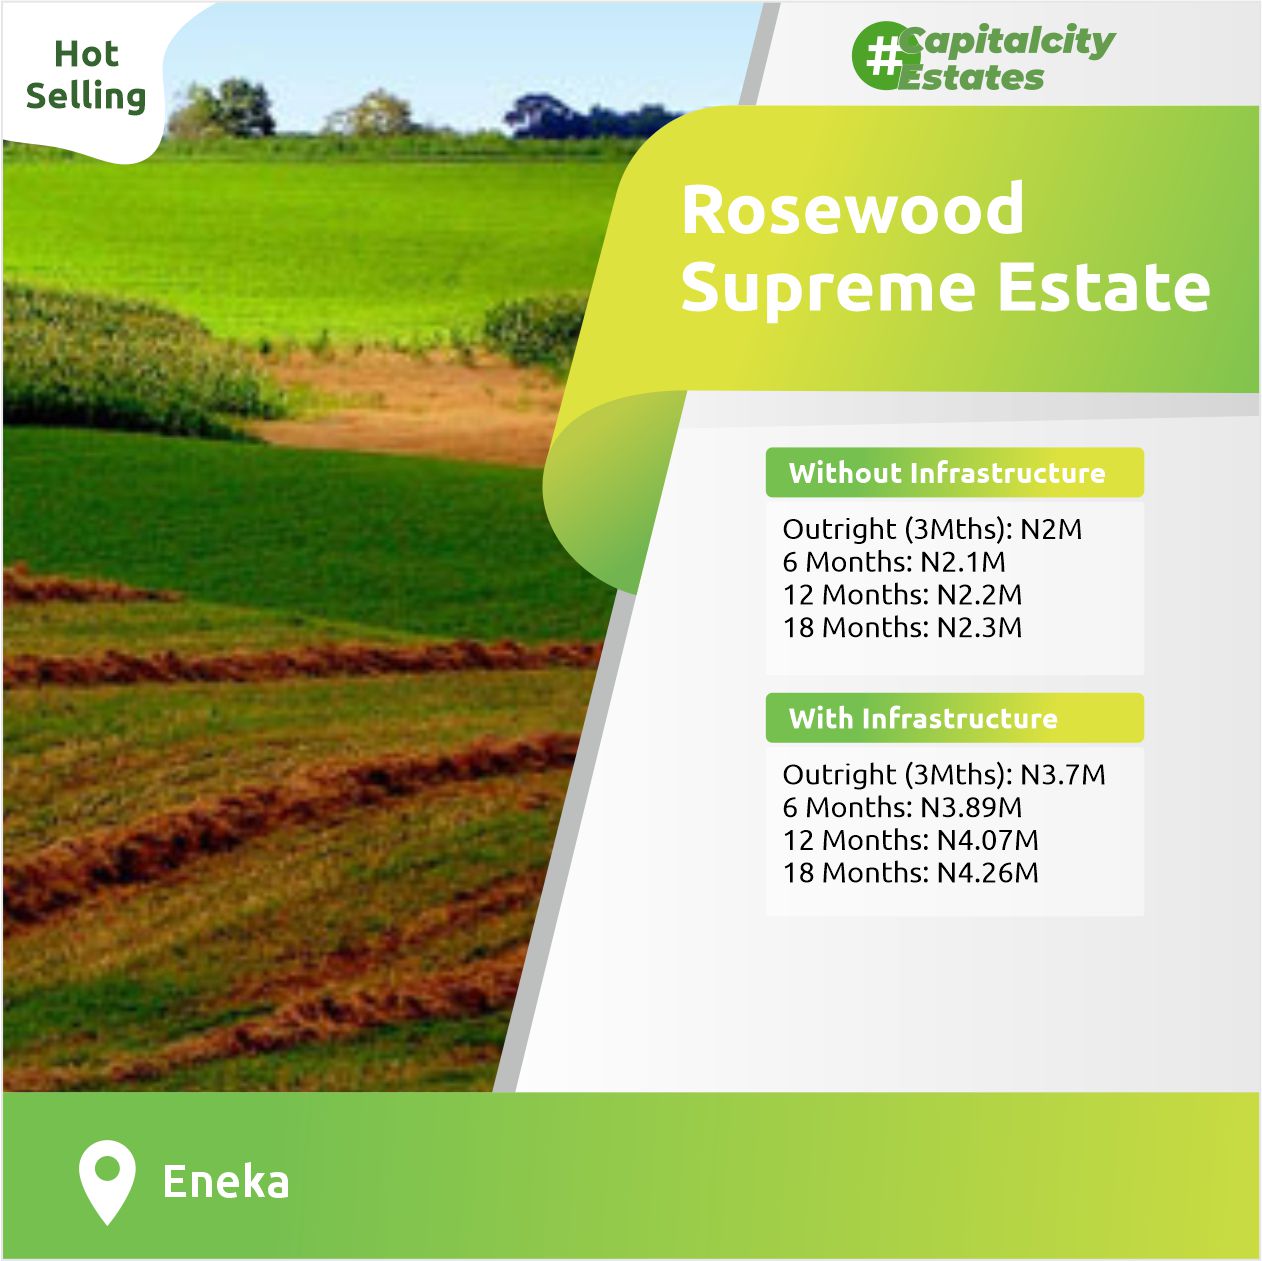 Hot
Selling
#Capitalcity
Estates
Rosewood
Supreme Estate
Without Infrastructure
Outright (3Mths): N2M
6 Months: N2.1M
12 Months: N2.2M
18 Months: N2.3M
With Infrastructure
Outright (3Mths): N3.7M
6 Months: N3.89M
12 Months: N4.07M
18 Months: N4.26M
Eneka